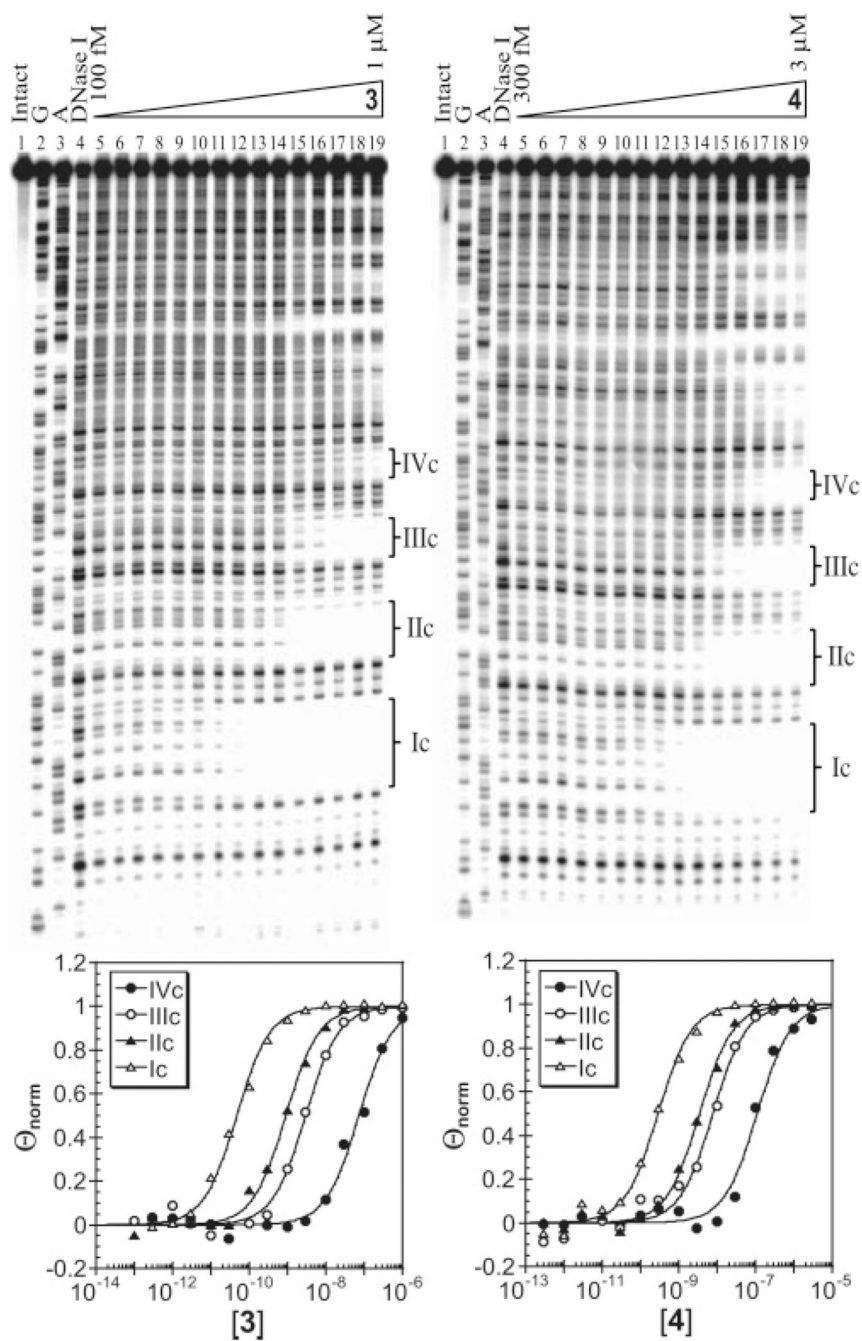 Intact
G
A
DNase I
100 fM
1 µM
3
1 2 3 4 5 6 7 8 9 10 11 12 13 14 15 16 17 18 19
IVc
IIIc
IIc
Ic
Intact
G
A
DNase I
300 fM
3 µM
4
1 2 3 4 5 6 7 8 9 10 11 12 13 14 15 16 17 18 19
IVc
IIIc
IIc
Ic
1.2
1
0.8
0.6
0.4
0.2
0
-0.2
Θnorm
IVc
IIIc
IIc
Ic
10⁻¹⁴ 10⁻¹² 10⁻¹⁰ 10⁻⁸ 10⁻⁶
[3]
1.2
1
0.8
0.6
0.4
0.2
0
-0.2
Θnorm
IVc
IIIc
IIc
Ic
10⁻¹³ 10⁻¹¹ 10⁻⁹ 10⁻⁷ 10⁻⁵
[4]